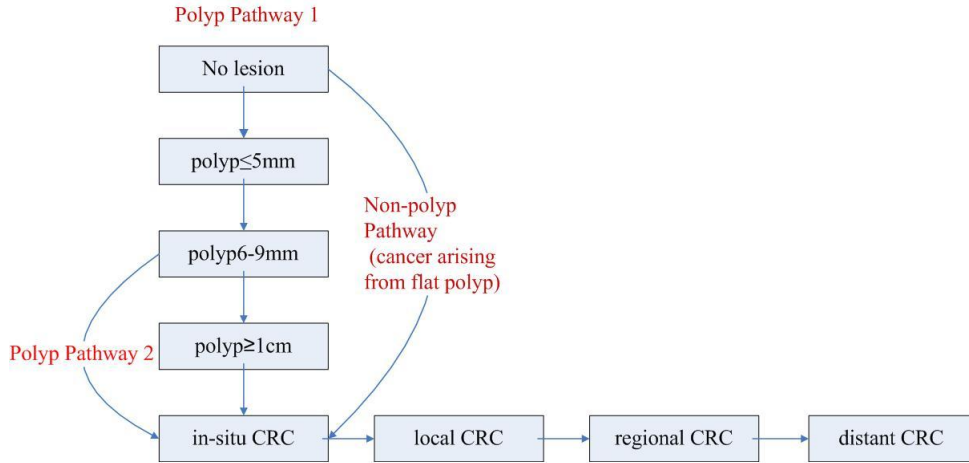 Polyp Pathway 1
No lesion
polyp≤5mm
Non-polyp
Pathway
(cancer arising
from flat polyp)
polyp6-9mm
polyp≥1cm
Polyp Pathway 2
in-situ CRC
local CRC
regional CRC
distant CRC